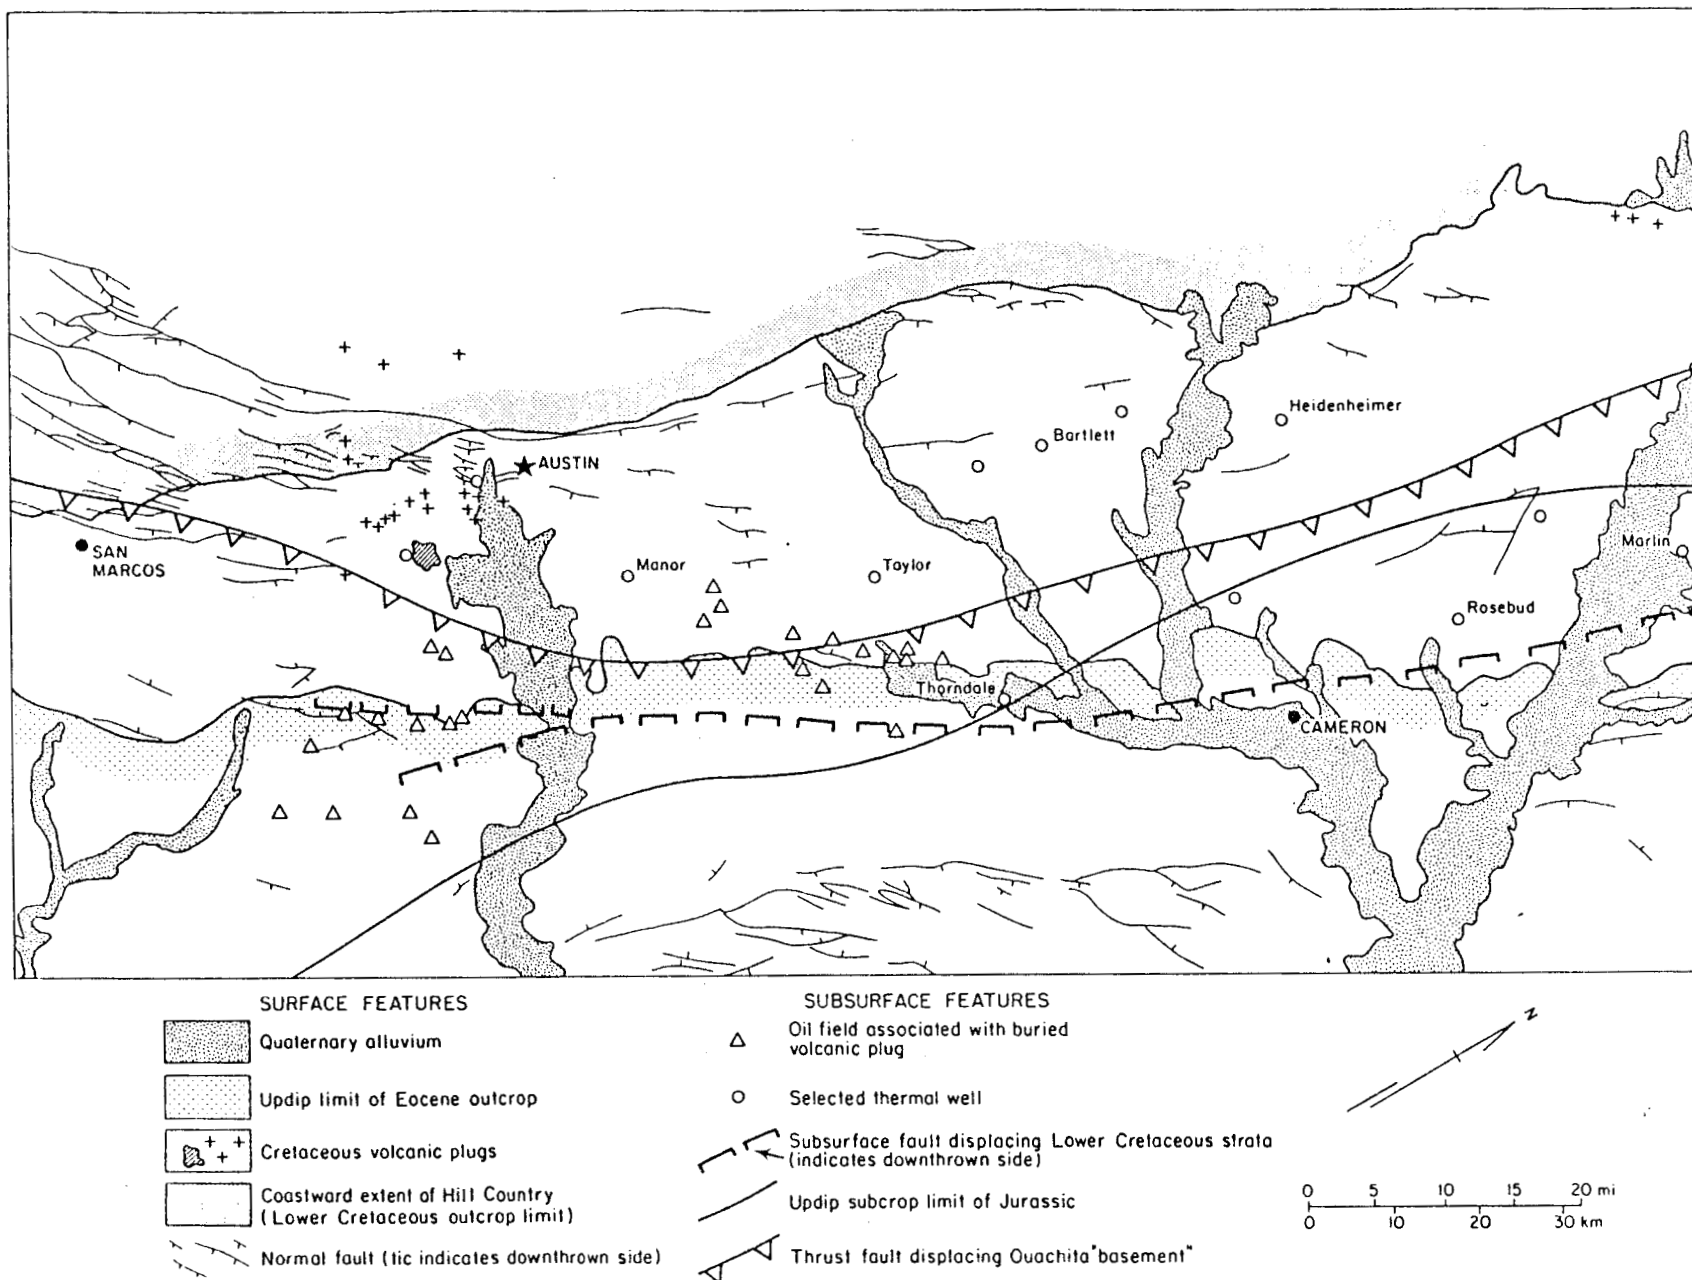 Heidenheimer
Bartlett
AUSTIN
SAN
MARCOS
Manor
Taylor
Marlin
Rosebud
Thorndale
CAMERON
SURFACE FEATURES
Quaternary alluvium
Updip limit of Eocene outcrop
Cretaceous volcanic plugs
Coastward extent of Hill Country
(Lower Cretaceous outcrop limit)
Normal fault (tic indicates downthrown side)
SUBSURFACE FEATURES
Oil field associated with buried
volcanic plug
Selected thermal well
Subsurface fault displacing Lower Cretaceous strata
(indicates downthrown side)
Updip subcrop limit of Jurassic
Thrust fault displacing Ouachita "basement"
N
0 5 10 15 20 mi
0 10 20 30 km